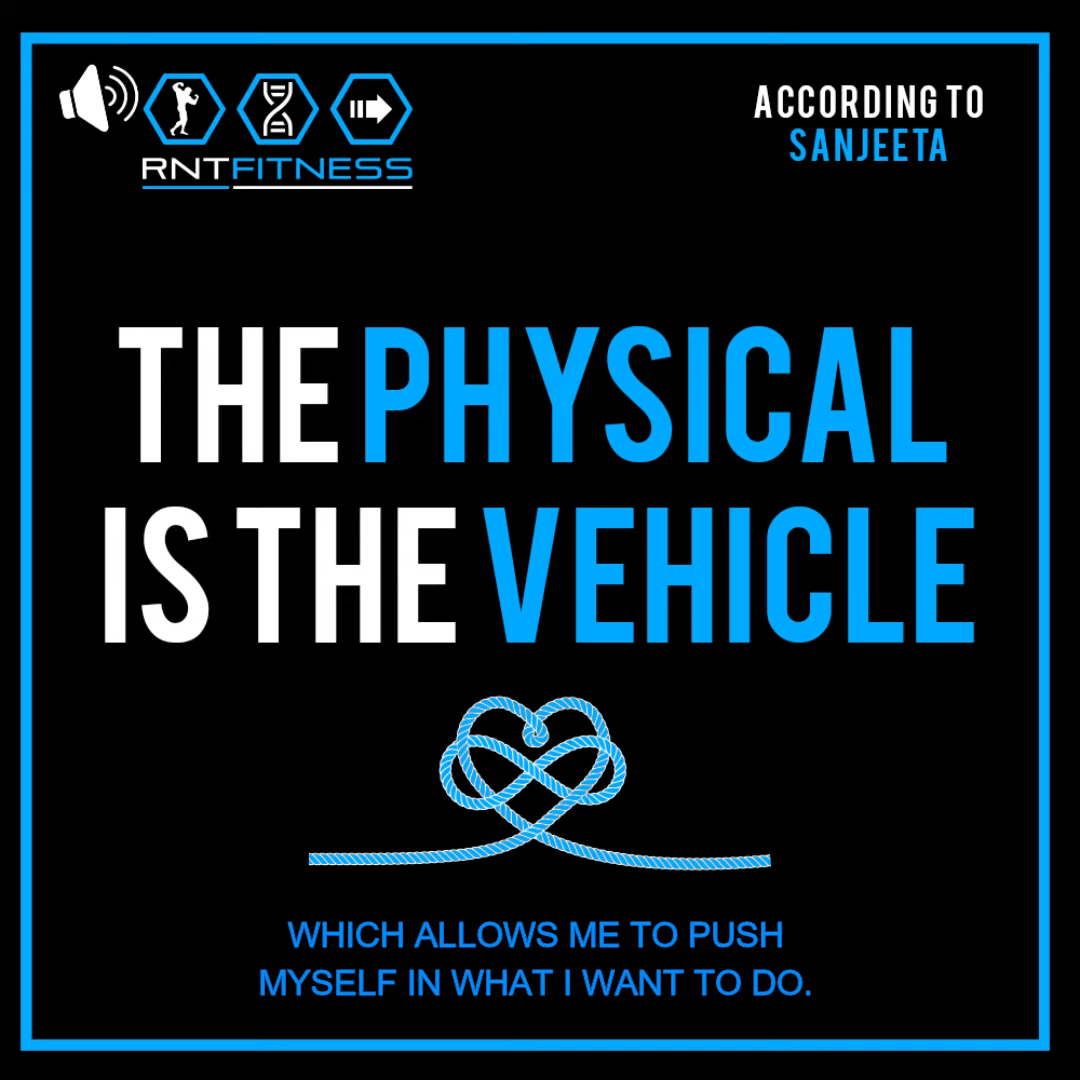 RNTFITNESS
ACCORDING TO
SANJEETA
THE PHYSICAL
IS THE VEHICLE
WHICH ALLOWS ME TO PUSH
MYSELF IN WHAT I WANT TO DO.